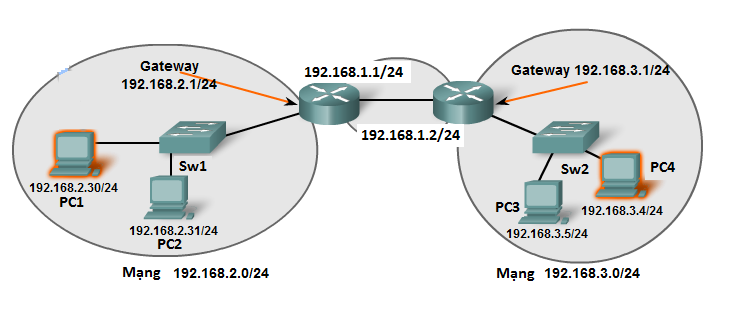 Gateway
192.168.2.1/24
192.168.1.1/24
Gateway 192.168.3.1/24
192.168.1.2/24
Sw1
192.168.2.30/24
PC1
192.168.2.31/24
PC2
Sw2
PC4
PC3
192.168.3.4/24
192.168.3.5/24
Mạng 192.168.2.0/24
Mạng 192.168.3.0/24